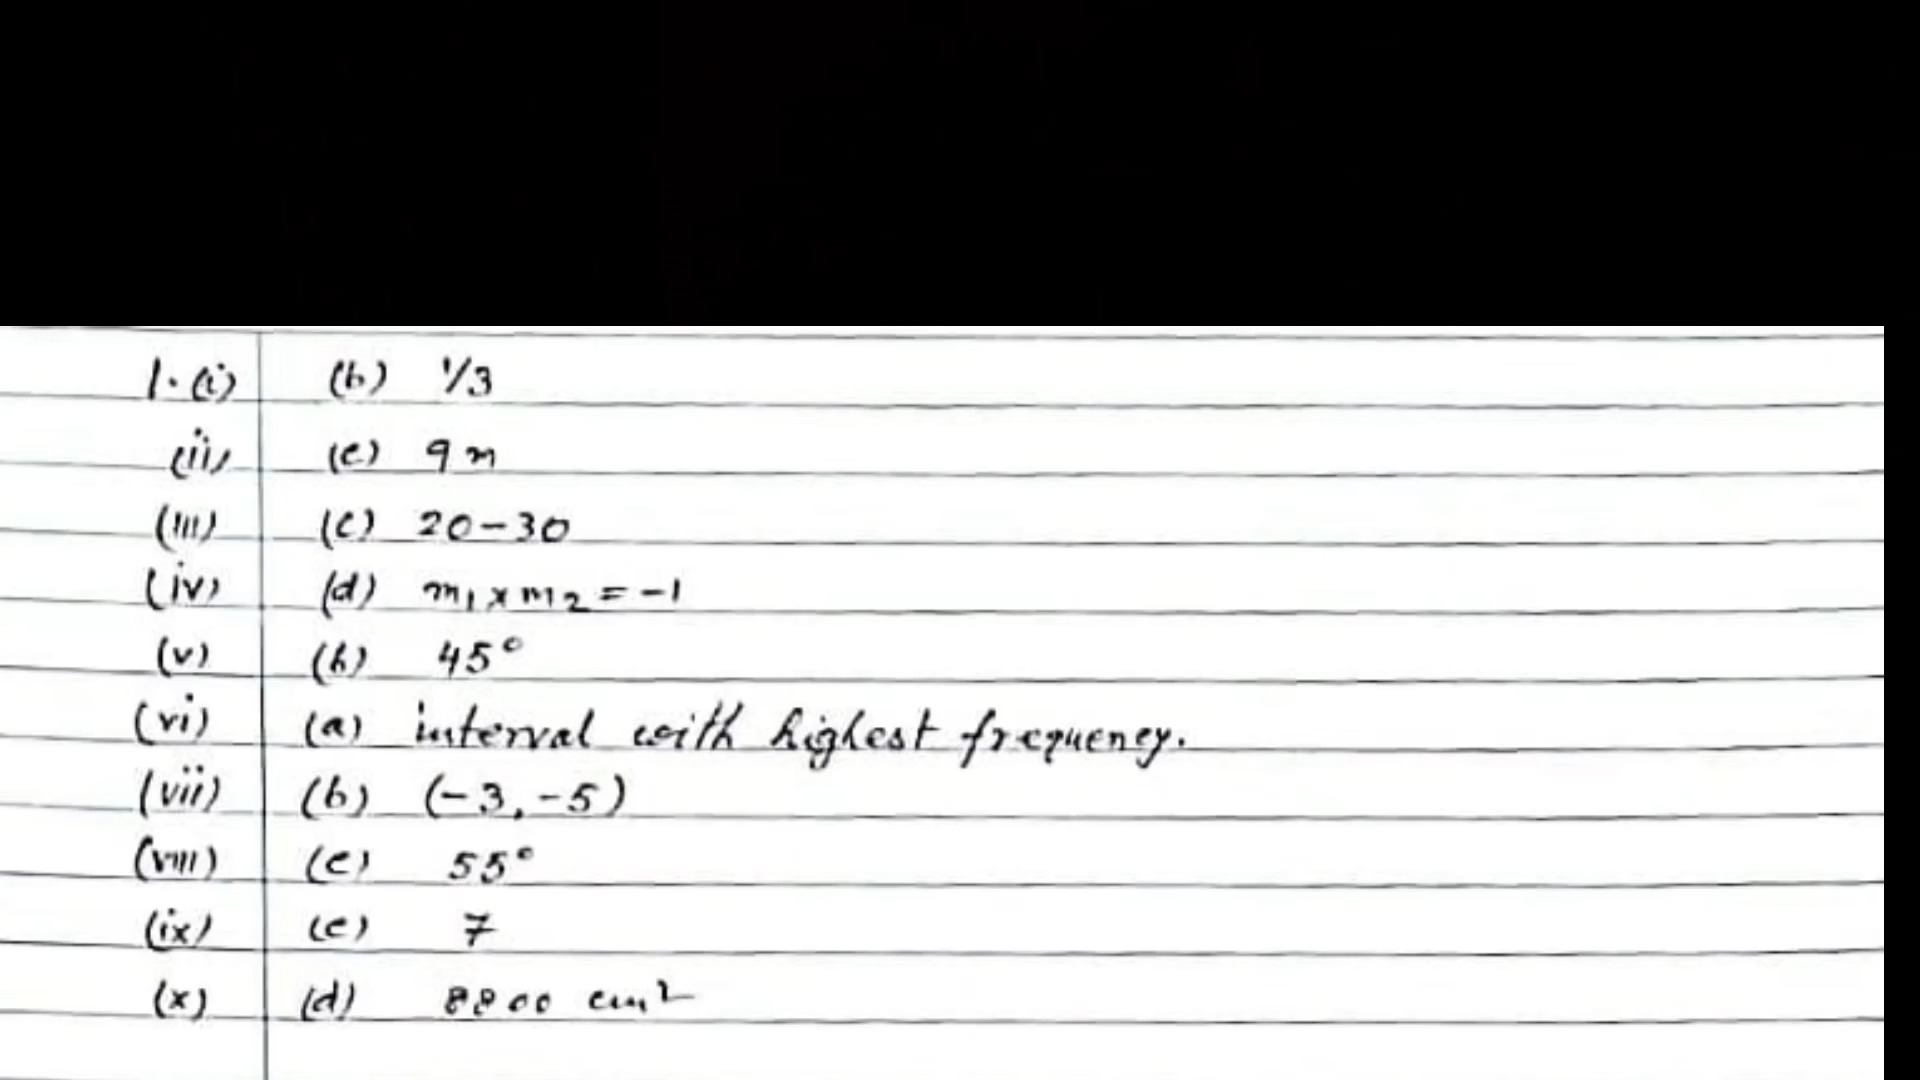 1. (i) (b) 1/3
(ii) (c) 9 m
(iii) (c) 20-30
(iv) (d) m₁ x m₂ = -1
(v) (b) 45°
(vi) (a) interval with highest frequency.
(vii) (b) (-3, -5)
(viii) (c) 55°
(ix) (c) 7
(x) (d) 8800 cm²